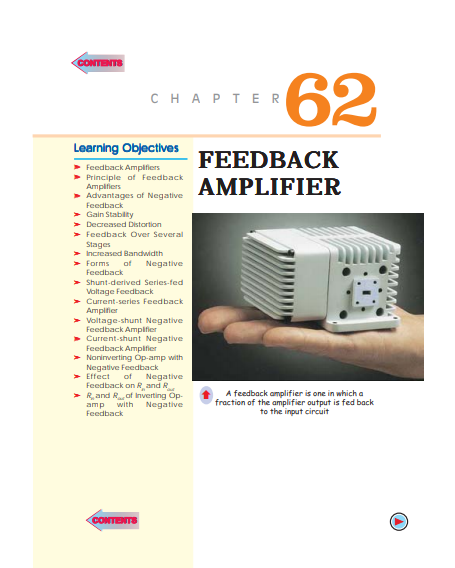 CONTENTS
CHAPTER 62
Learning Objectives
➤ Feedback Amplifiers
➤ Principle of Feedback
Amplifiers
➤ Advantages of Negative
Feedback
➤ Gain Stability
➤ Decreased Distortion
➤ Feedback Over Several
Stages
➤ Increased Bandwidth
➤ Forms of Negative
Feedback
➤ Shunt-derived Series-fed
Voltage Feedback
➤ Current-series Feedback
Amplifier
➤ Voltage-shunt Negative
Feedback Amplifier
➤ Current-shunt Negative
Feedback Amplifier
➤ Noninverting Op-amp with
Negative Feedback
➤ Effect of Negative
Feedback on Rin and Rout
➤ Rin and Rout of Inverting Op-
amp with Negative
Feedback
FEEDBACK
AMPLIFIER
A feedback amplifier is one in which a
fraction of the amplifier output is fed back
to the input circuit
CONTENTS